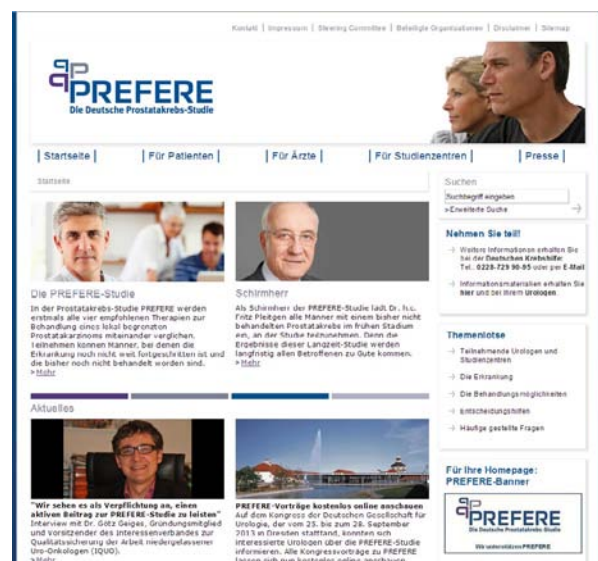 Kontakt | Impressum | Steering Committee | Beteiligte Organisationen | Disclaimer | Sitemap
PREFERE
Die Deutsche Prostatakrebs-Studie
| Startseite | | Für Patienten | | Für Ärzte | | Für Studienzentren | | Presse |
Startseite
Die PREFERE-Studie
In der Prostatakrebs-Studie PREFERE werden
erstmals alle vier empfohlenen Therapien zur
Behandlung eines lokal begrenzten
Prostatakarzinoms miteinander verglichen.
Teilnehmen können Männer, bei denen die
Erkrankung noch nicht weit fortgeschritten ist und
die bisher noch nicht behandelt worden sind.
» Mehr
Schirmherr
Als Schirmherr der PREFERE-Studie lädt Dr. h.c.
Fritz Pleitgen alle Männer mit einem bisher nicht
behandelten Prostatakrebs im frühen Stadium
ein, an der Studie teilzunehmen. Denn die
Ergebnisse dieser Langzeit-Studie werden
langfristig allen Betroffenen zu Gute kommen.
» Mehr
Aktuelles
"Wir sehen es als Verpflichtung an, einen
aktiven Beitrag zur PREFERE-Studie zu leisten"
Interview mit Dr. Götz Geiges, Gründungsmitglied
und Vorsitzender des Interessenverbandes zur
Qualitätssicherung der Arbeit niedergelassener
Uro-Onkologen (IQUO).
» Mehr
PREFERE-Vorträge kostenlos online anschauen
Auf dem Kongress der Deutschen Gesellschaft für
Urologie, der vom 25. bis zum 28. September
2013 in Dresden stattfand, konnten sich
interessierte Urologen über die PREFERE-Studie
informieren. Alle Kongressvorträge zu PREFERE
lassen sich nun kostenlos online anschauen.
Suchen
Suchbegriff eingeben
» Erweiterte Suche
Nehmen Sie teil!
Weitere Informationen erhalten Sie
bei der Deutschen Krebshilfe:
Tel.: 0228-729 90-95 oder per E-Mail
Informationsmaterialien erhalten Sie
hier und bei Ihrem Urologen
Themenlotse
Teilnehmende Urologen und
Studienzentren
Die Erkrankung
Die Behandlungsmöglichkeiten
Entscheidungshilfen
Häufige gestellte Fragen
Für Ihre Homepage:
PREFERE-Banner
PREFERE
Die Deutsche Prostatakrebs-Studie
Wir unterstützen PREFERE